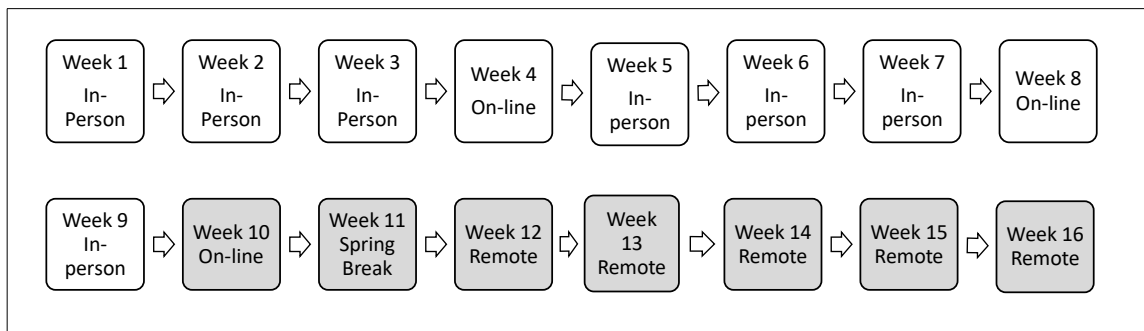 Week 1
In-
Person
Week 2
In-
Person
Week 3
In-
Person
Week 4
On-line
Week 5
In-
person
Week 6
In-
person
Week 7
In-
person
Week 8
On-line
Week 9
In-
person
Week 10
On-line
Week 11
Spring
Break
Week 12
Remote
Week
13
Remote
Week 14
Remote
Week 15
Remote
Week 16
Remote